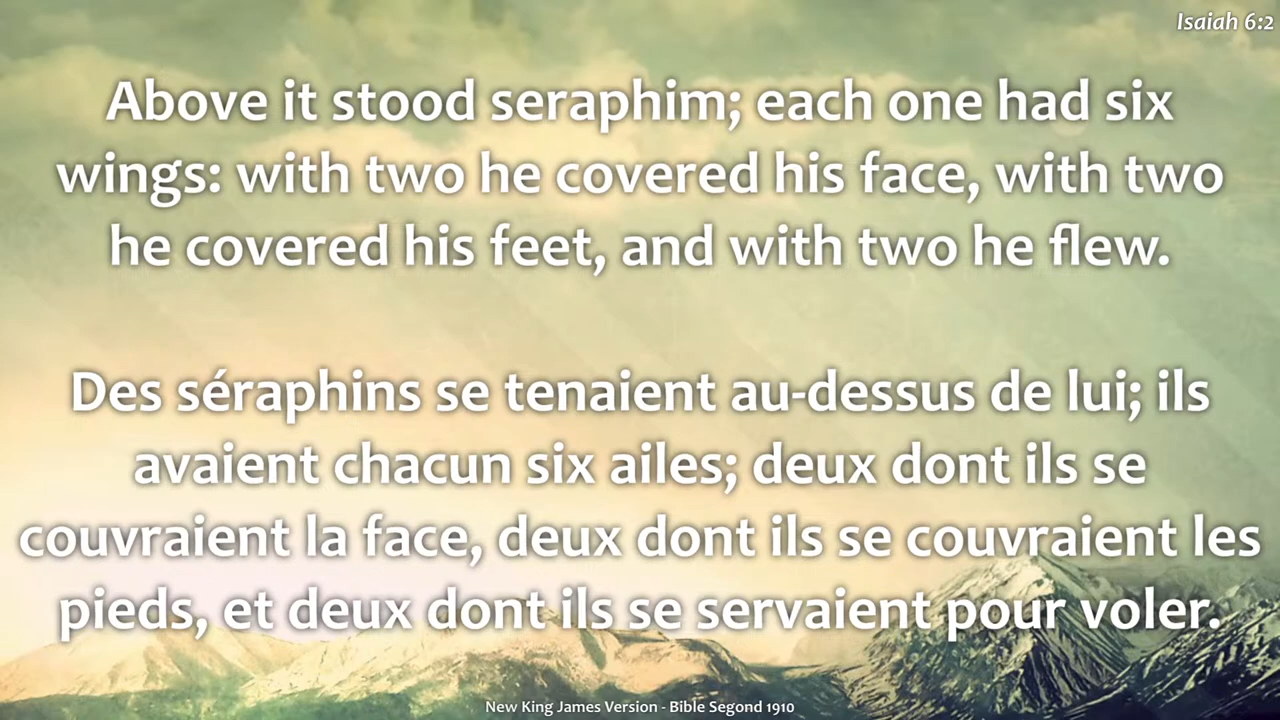 Isaiah 6:2
Above it stood seraphim; each one had six
wings: with two he covered his face, with two
he covered his feet, and with two he flew.
Des séraphins se tenaient au-dessus de lui; ils
avaient chacun six ailes; deux dont ils se
couvraient la face, deux dont ils se couvraient les
pieds, et deux dont ils se servaient pour voler.
New King James Version - Bible Segond 1910